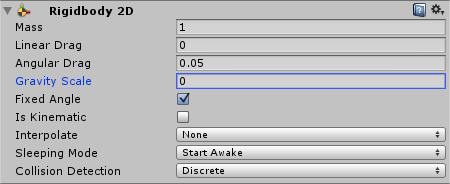 Rigidbody 2D
Mass 1
Linear Drag 0
Angular Drag 0.05
Gravity Scale 0
Fixed Angle
Is Kinematic
Interpolate None
Sleeping Mode Start Awake
Collision Detection Discrete